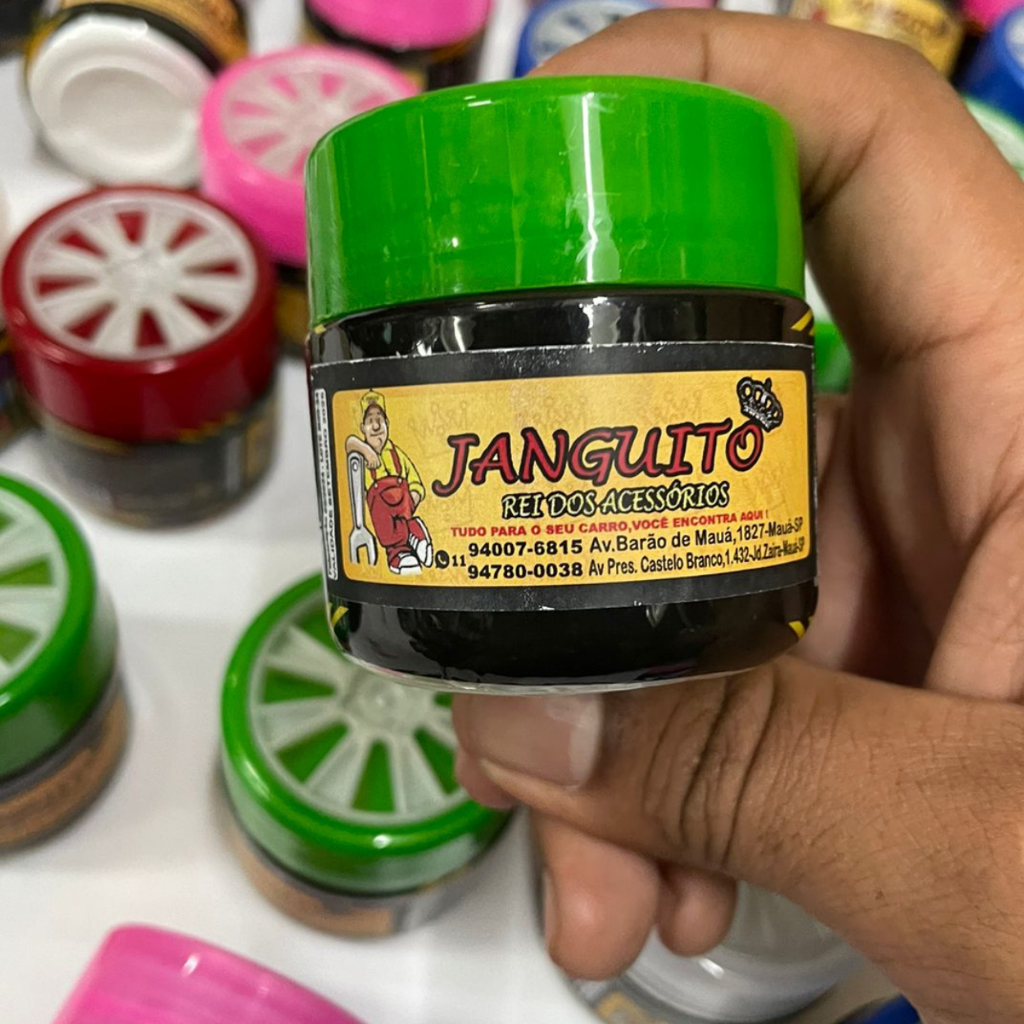 JANGUITO
REI DOS ACESSÓRIOS
TUDO PARA O SEU CARRO,VOCÊ ENCONTRA AQUI !
11 94007-6815 Av.Barão de Mauá,1827-Mauá-SP
94780-0038 Av Pres. Castelo Branco,1.432-Jd.Zaira-Mauá-SP